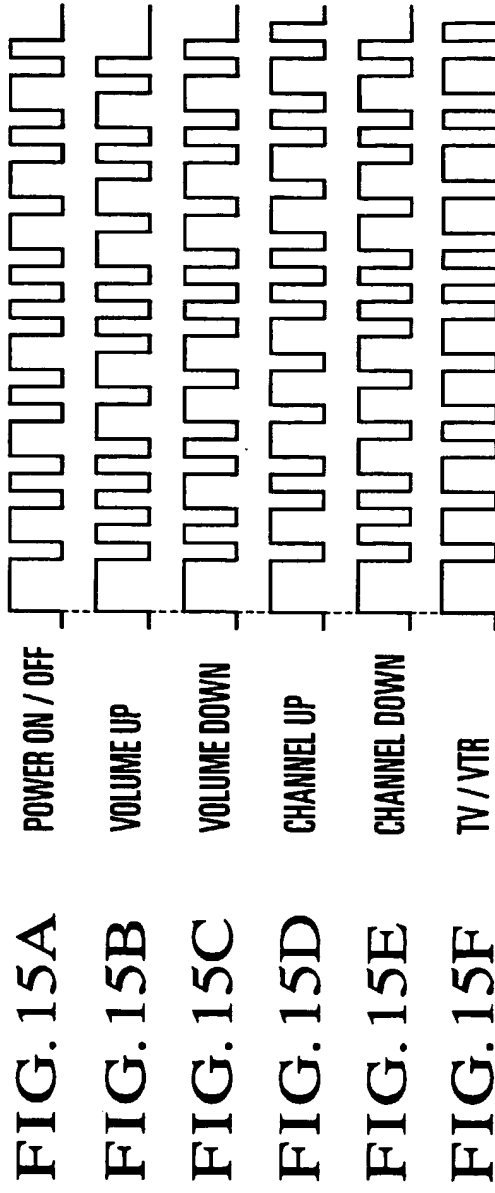 FIG. 15A POWER ON / OFF
FIG. 15B VOLUME UP
FIG. 15C VOLUME DOWN
FIG. 15D CHANNEL UP
FIG. 15E CHANNEL DOWN
FIG. 15F TV / VTR